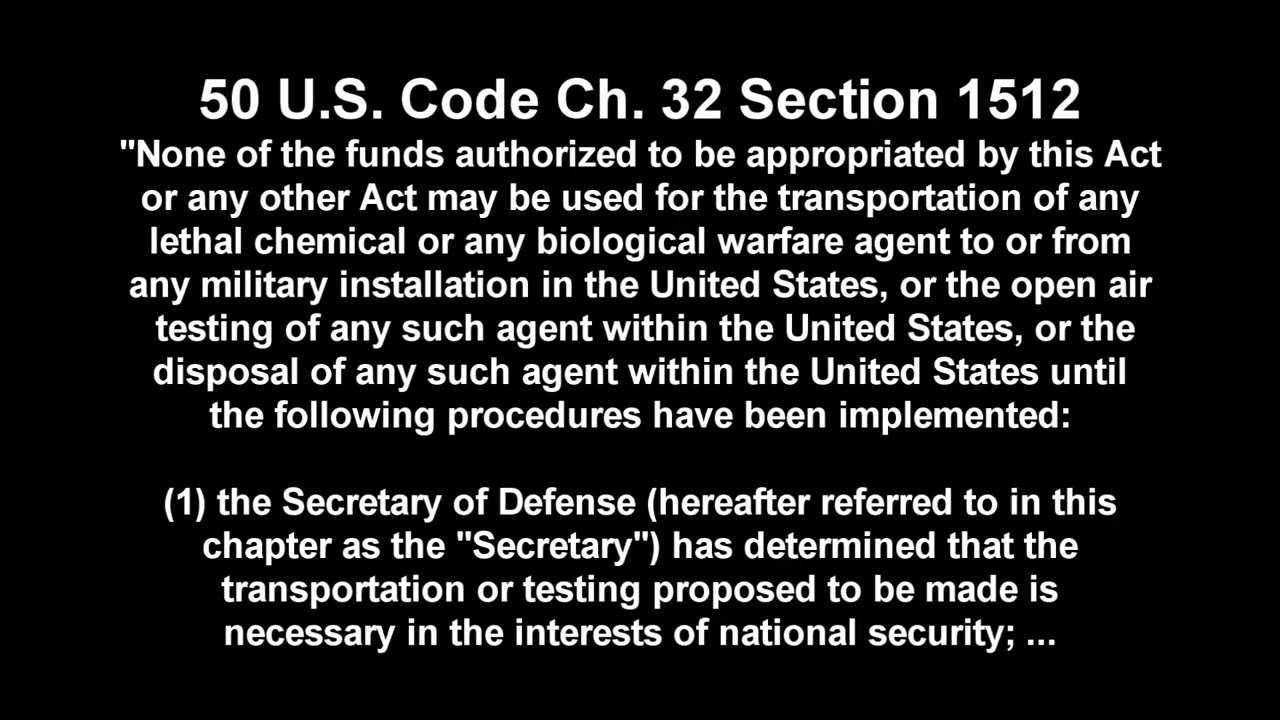 50 U.S. Code Ch. 32 Section 1512
"None of the funds authorized to be appropriated by this Act
or any other Act may be used for the transportation of any
lethal chemical or any biological warfare agent to or from
any military installation in the United States, or the open air
testing of any such agent within the United States, or the
disposal of any such agent within the United States until
the following procedures have been implemented:
(1) the Secretary of Defense (hereafter referred to in this
chapter as the "Secretary") has determined that the
transportation or testing proposed to be made is
necessary in the interests of national security; ...